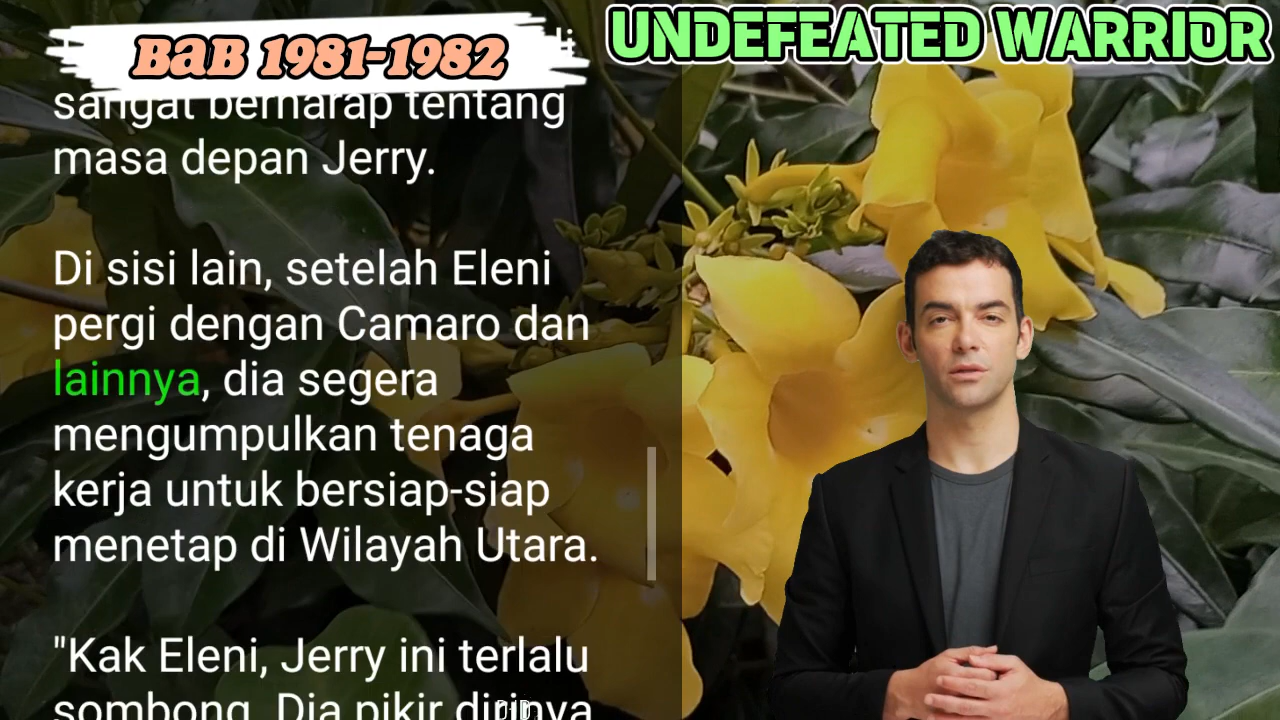 BAB 1981-1982
UNDEFEATED WARRIOR
sangat berharap tentang
masa depan Jerry.
Di sisi lain, setelah Eleni
pergi dengan Camaro dan
lainnya, dia segera
mengumpulkan tenaga
kerja untuk bersiap-siap
menetap di Wilayah Utara.
"Kak Eleni, Jerry ini terlalu
sombong. Dia pikir dirinya